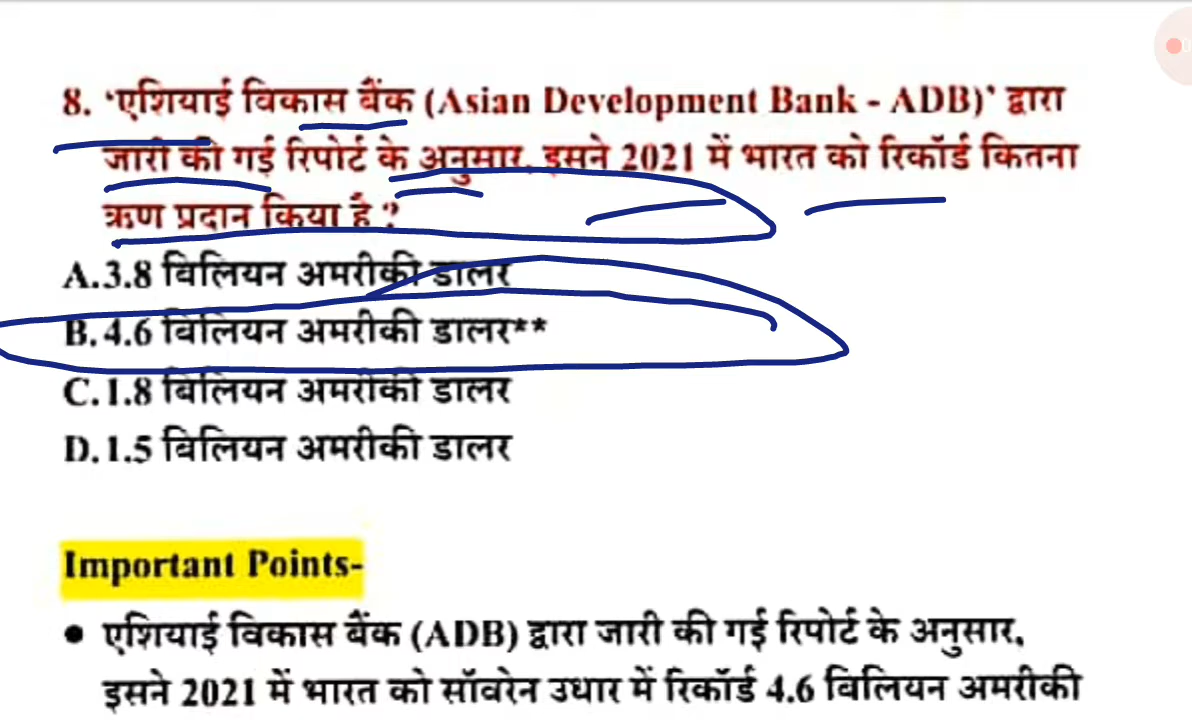 8. ‘एशियाई विकास बैंक (Asian Development Bank - ADB)’ द्वारा
जारी की गई रिपोर्ट के अनुसार, इसने 2021 में भारत को रिकॉर्ड कितना
ऋण प्रदान किया है ?
A.3.8 बिलियन अमरीकी डालर
B.4.6 बिलियन अमरीकी डालर**
C.1.8 बिलियन अमरीकी डालर
D.1.5 बिलियन अमरीकी डालर
Important Points-
● एशियाई विकास बैंक (ADB) द्वारा जारी की गई रिपोर्ट के अनुसार,
इसने 2021 में भारत को सॉवरेन उधार में रिकॉर्ड 4.6 बिलियन अमरीकी